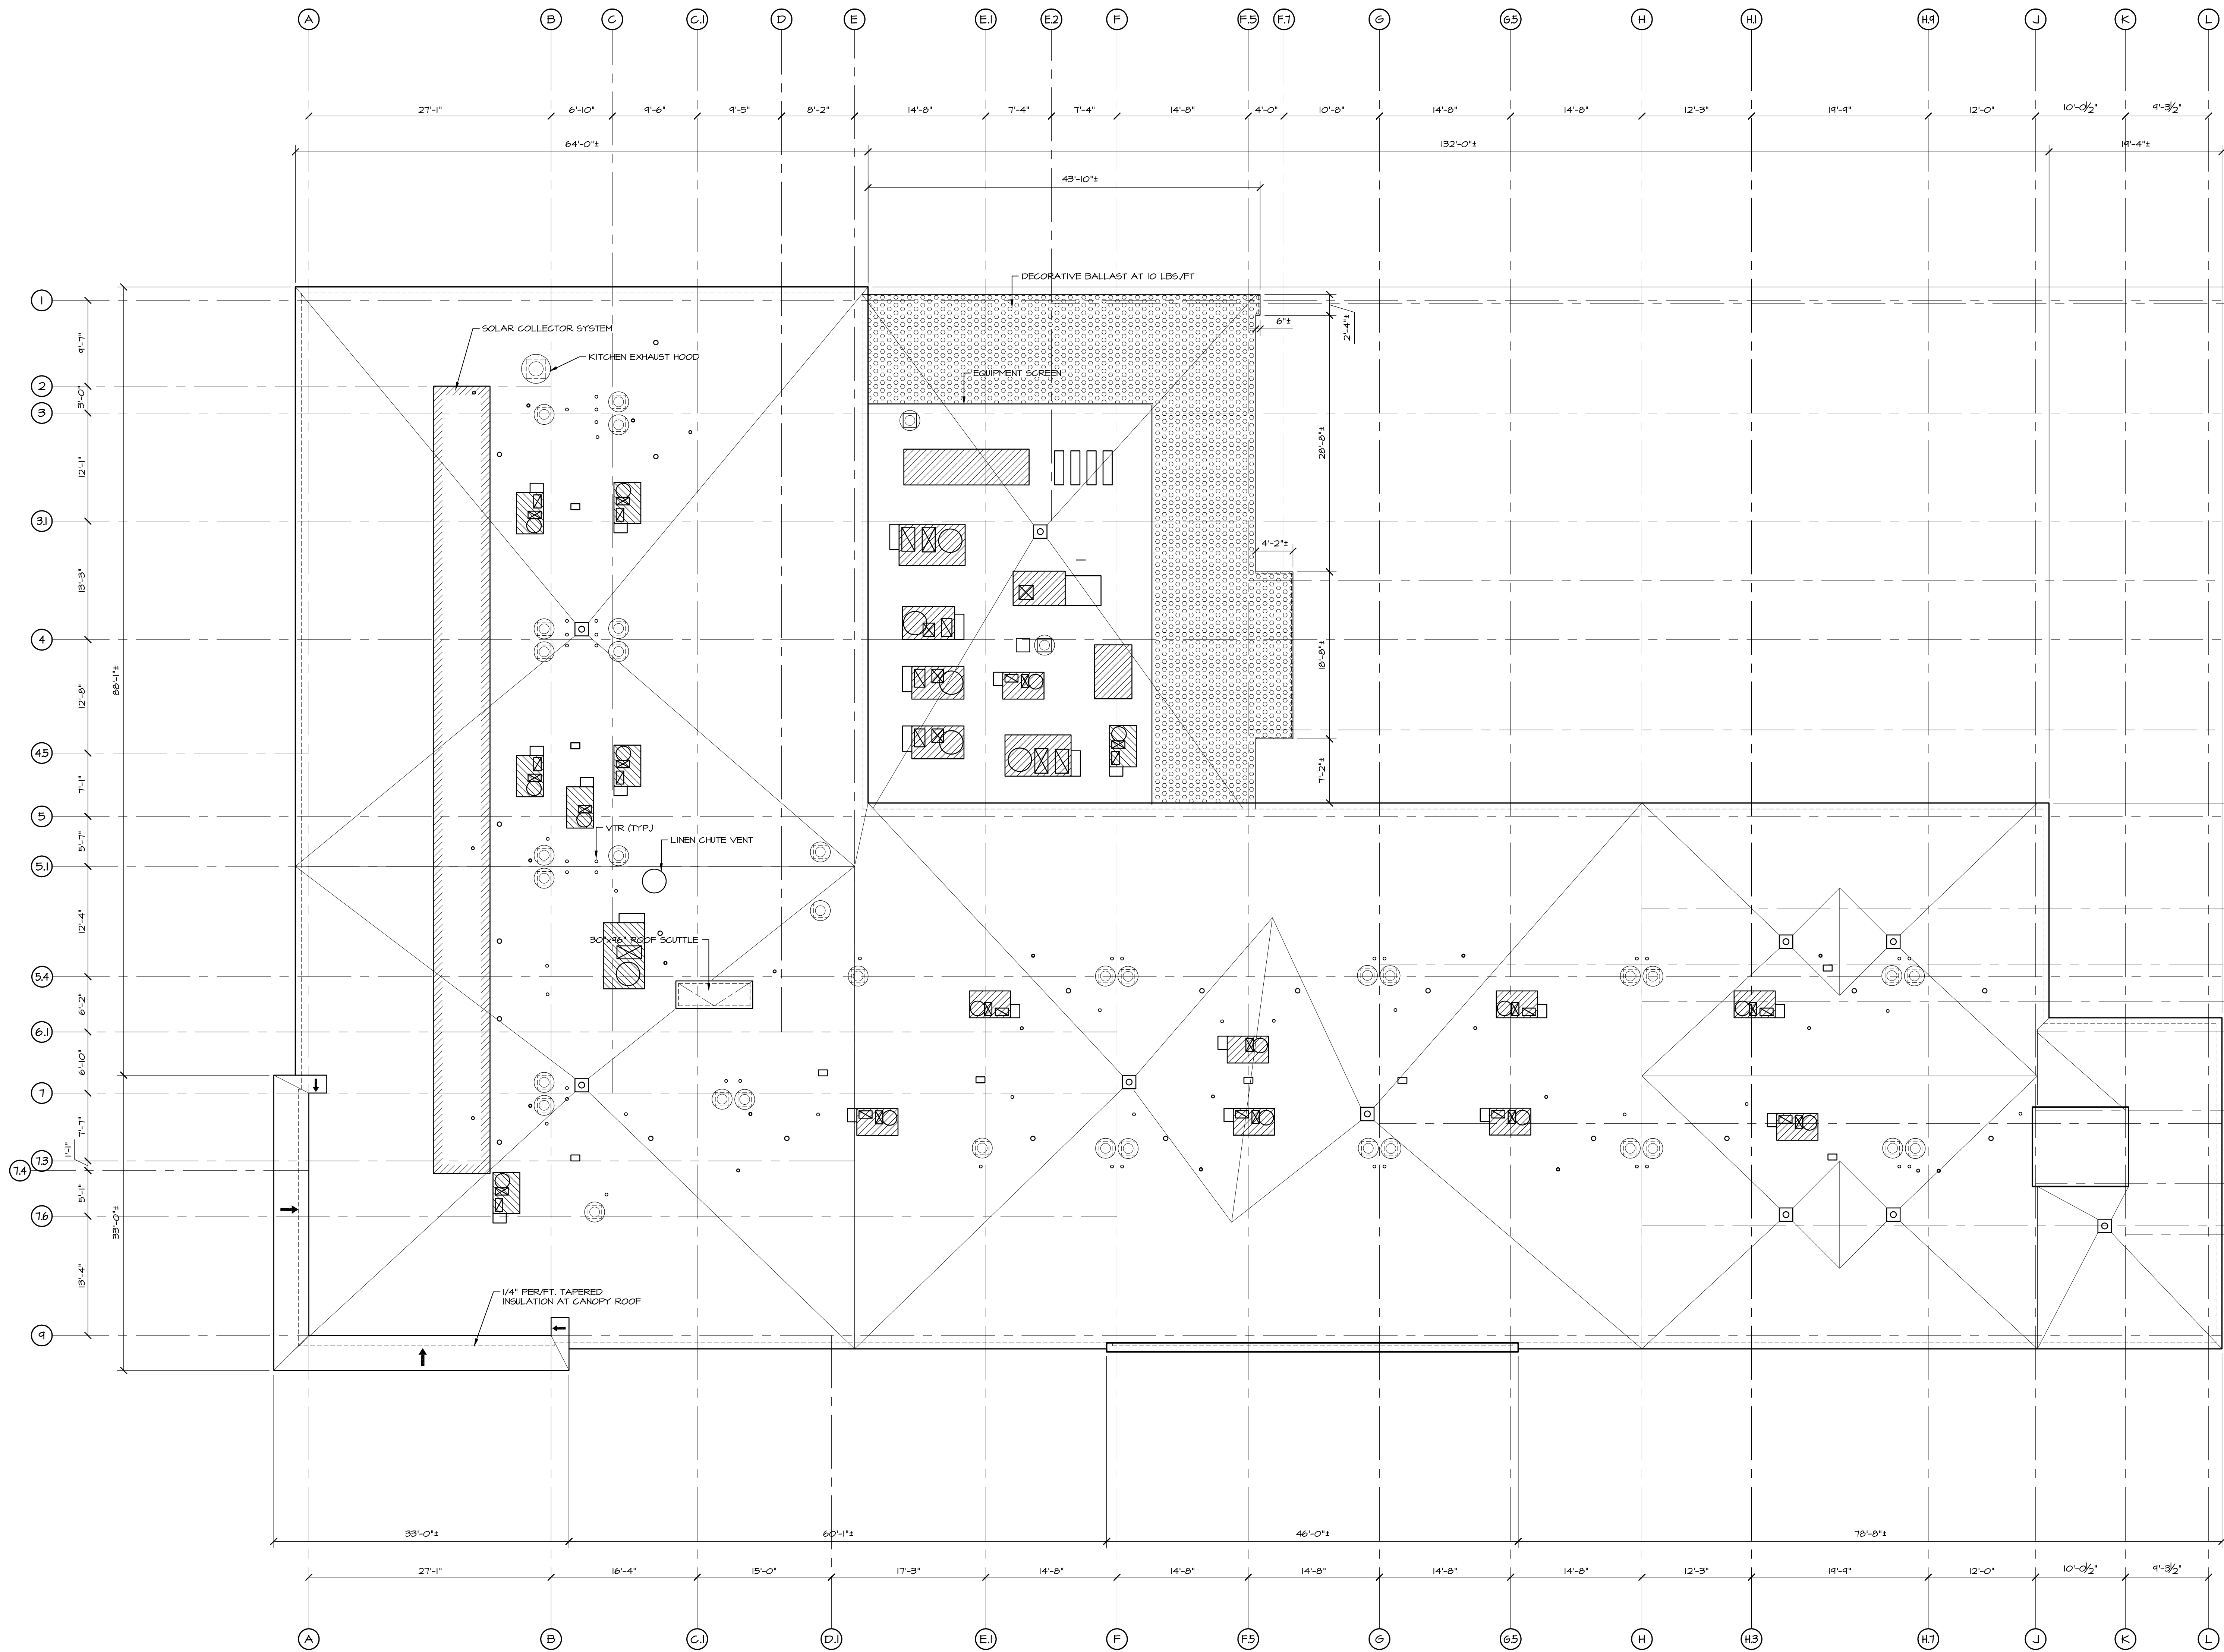 A B C C.1 D E E.1 E.2 F F.5 F.7 G G.5 H H.1 H.9 J K L
27'-1" 6'-10" 9'-6" 9'-5" 8'-2" 14'-8" 7'-4" 7'-4" 14'-8" 4'-0" 10'-8" 14'-8" 14'-8" 12'-3" 19'-9" 12'-0" 10'-0½" 9'-3½"
64'-0"± 132'-0"± 19'-4"±
43'-10"±
DECORATIVE BALLAST AT 10 LBS./FT
1
6"±
2'-4"±
SOLAR COLLECTOR SYSTEM
9'-7"
KITCHEN EXHAUST HOOD
EQUIPMENT SCREEN
2
3'-0"
3
28'-8"±
12'-1"
3.1
4'-2"±
13'-3"
4
18'-8"±
88'-1"±
12'-8"
4.5
7'-1"
7'-2"±
5
VTR (TYP.)
5'-7"
LINEN CHUTE VENT
5.1
12'-4"
30"x96" ROOF SCUTTLE
5.4
6'-2"
6.1
6'-10"
7
7'-7"
1'-1"
7.3
7.4
5'-1"
7.6
33'-0"±
13'-4"
1/4" PER/FT. TAPERED
INSULATION AT CANOPY ROOF
9
33'-0"± 60'-1"± 46'-0"± 78'-8"±
27'-1" 16'-4" 15'-0" 17'-3" 14'-8" 14'-8" 14'-8" 14'-8" 14'-8" 12'-3" 19'-9" 12'-0" 10'-0½" 9'-3½"
A B C.1 D.1 E.1 F F.5 G G.5 H H.3 H.7 J K L